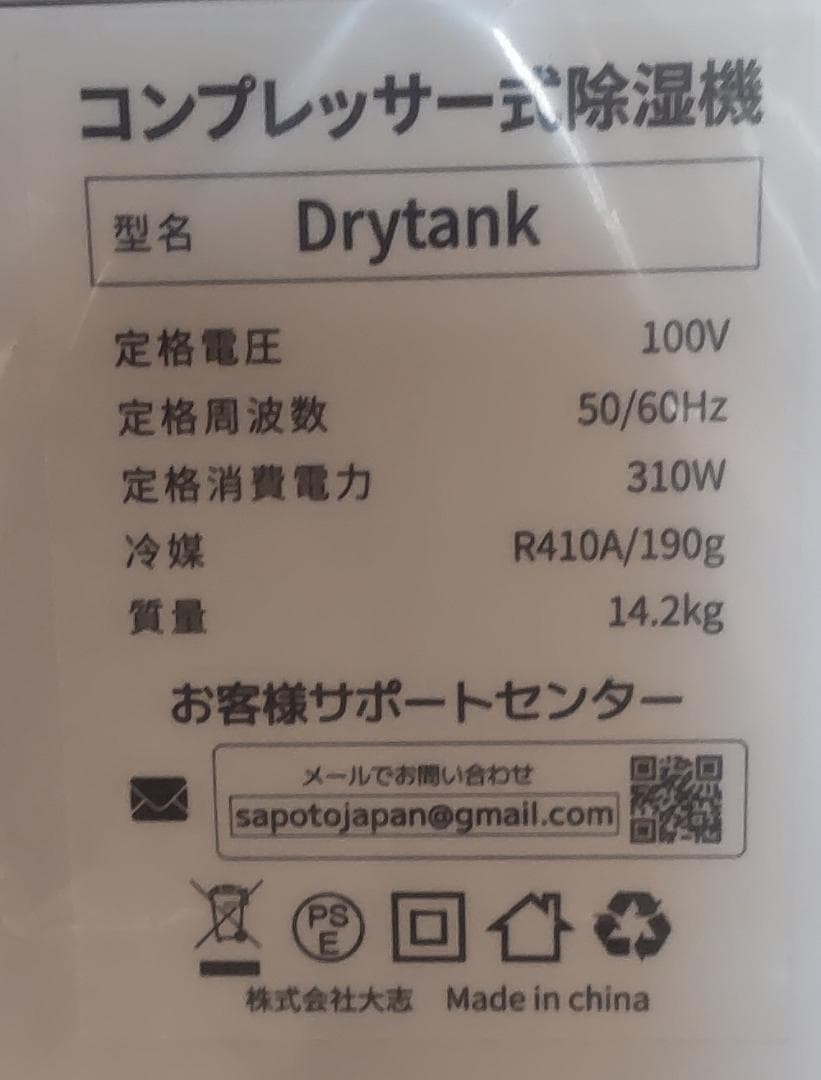 コンプレッサー式除湿機
型名 Drytank
定格電圧 100V
定格周波数 50/60Hz
定格消費電力 310W
冷媒 R410A/190g
質量 14.2kg
お客様サポートセンター
メールでお問い合わせ
sapotojapan@gmail.com
PS
E
株式会社大志 Made in china